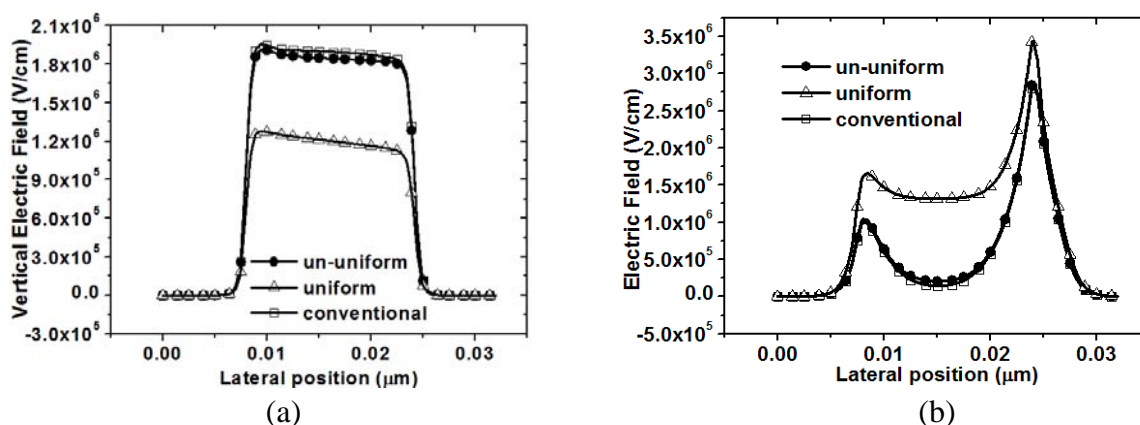 Vertical Electric Field (V/cm)
2.1x10⁶
1.8x10⁶
1.5x10⁶
1.2x10⁶
9.0x10⁵
6.0x10⁵
3.0x10⁵
0.0
-3.0x10⁵
un-uniform
uniform
conventional
0.00 0.01 0.02 0.03
Lateral position (μm)
(a)
Electric Field (V/cm)
3.5x10⁶
3.0x10⁶
2.5x10⁶
2.0x10⁶
1.5x10⁶
1.0x10⁶
5.0x10⁵
0.0
-5.0x10⁵
un-uniform
uniform
conventional
0.00 0.01 0.02 0.03
Lateral position (μm)
(b)